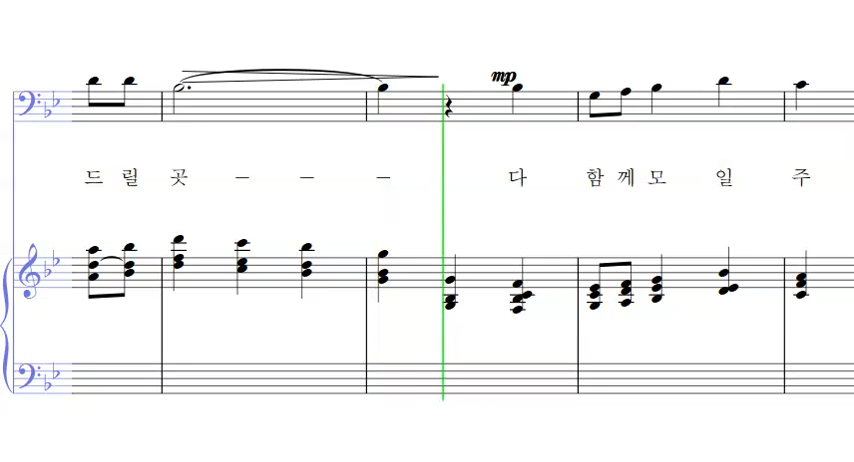 mp
드 릴 곳 - - - 다 함 께 모 일 주